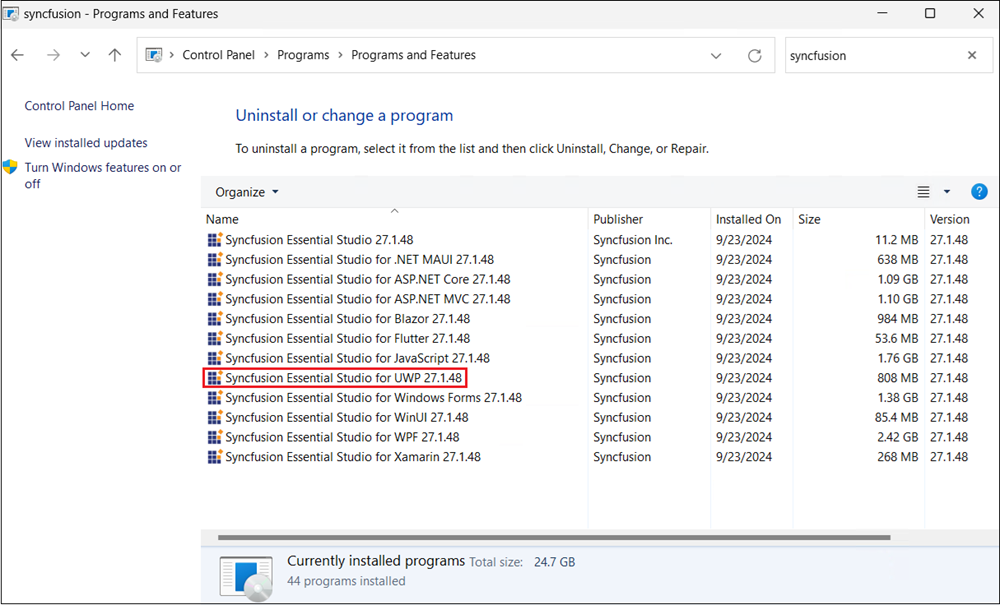 syncfusion - Programs and Features
Control Panel > Programs > Programs and Features
syncfusion
Control Panel Home
View installed updates
Turn Windows features on or
off
Uninstall or change a program
To uninstall a program, select it from the list and then click Uninstall, Change, or Repair.
Organize
Name Publisher Installed On Size Version
Syncfusion Essential Studio 27.1.48 Syncfusion Inc. 9/23/2024 11.2 MB 27.1.48
Syncfusion Essential Studio for .NET MAUI 27.1.48 Syncfusion 9/23/2024 638 MB 27.1.48
Syncfusion Essential Studio for ASP.NET Core 27.1.48 Syncfusion 9/23/2024 1.09 GB 27.1.48
Syncfusion Essential Studio for ASP.NET MVC 27.1.48 Syncfusion 9/23/2024 1.10 GB 27.1.48
Syncfusion Essential Studio for Blazor 27.1.48 Syncfusion 9/23/2024 984 MB 27.1.48
Syncfusion Essential Studio for Flutter 27.1.48 Syncfusion 9/23/2024 53.6 MB 27.1.48
Syncfusion Essential Studio for JavaScript 27.1.48 Syncfusion 9/23/2024 1.76 GB 27.1.48
Syncfusion Essential Studio for UWP 27.1.48 Syncfusion 9/23/2024 808 MB 27.1.48
Syncfusion Essential Studio for Windows Forms 27.1.48 Syncfusion 9/23/2024 1.38 GB 27.1.48
Syncfusion Essential Studio for WinUI 27.1.48 Syncfusion 9/23/2024 85.4 MB 27.1.48
Syncfusion Essential Studio for WPF 27.1.48 Syncfusion 9/23/2024 2.42 GB 27.1.48
Syncfusion Essential Studio for Xamarin 27.1.48 Syncfusion 9/23/2024 268 MB 27.1.48
Currently installed programs Total size: 24.7 GB
44 programs installed